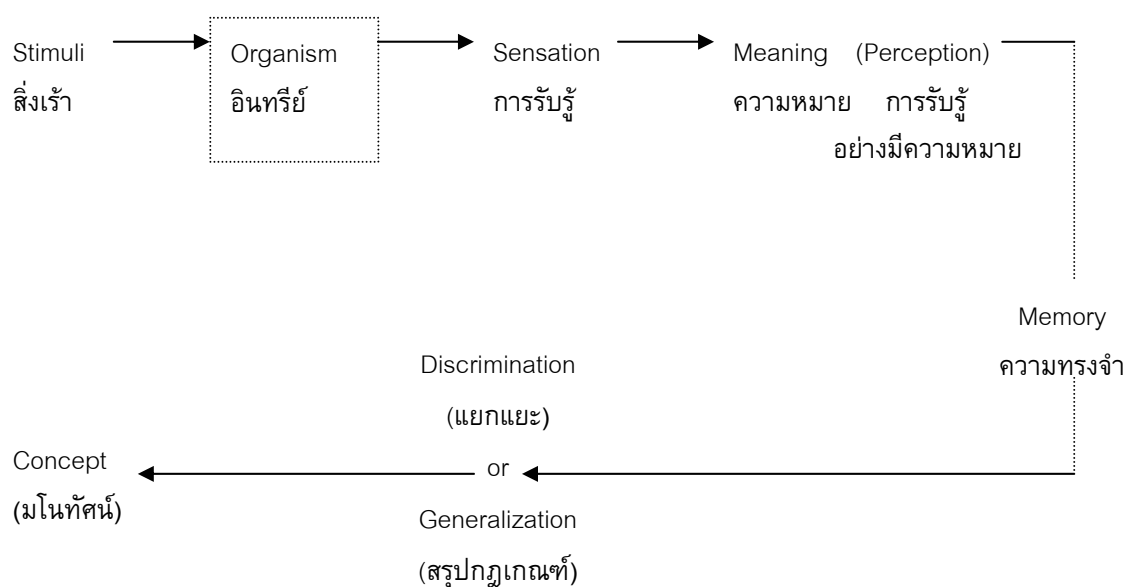 Stimuli
สิ่งเร้า
Organism
อินทรีย์
Sensation
การรับรู้
Meaning (Perception)
ความหมาย การรับรู้
อย่างมีความหมาย
Memory
ความทรงจำ
Discrimination
(แยกแยะ)
or
Generalization
(สรุปกฎเกณฑ์)
Concept
(มโนทัศน์)